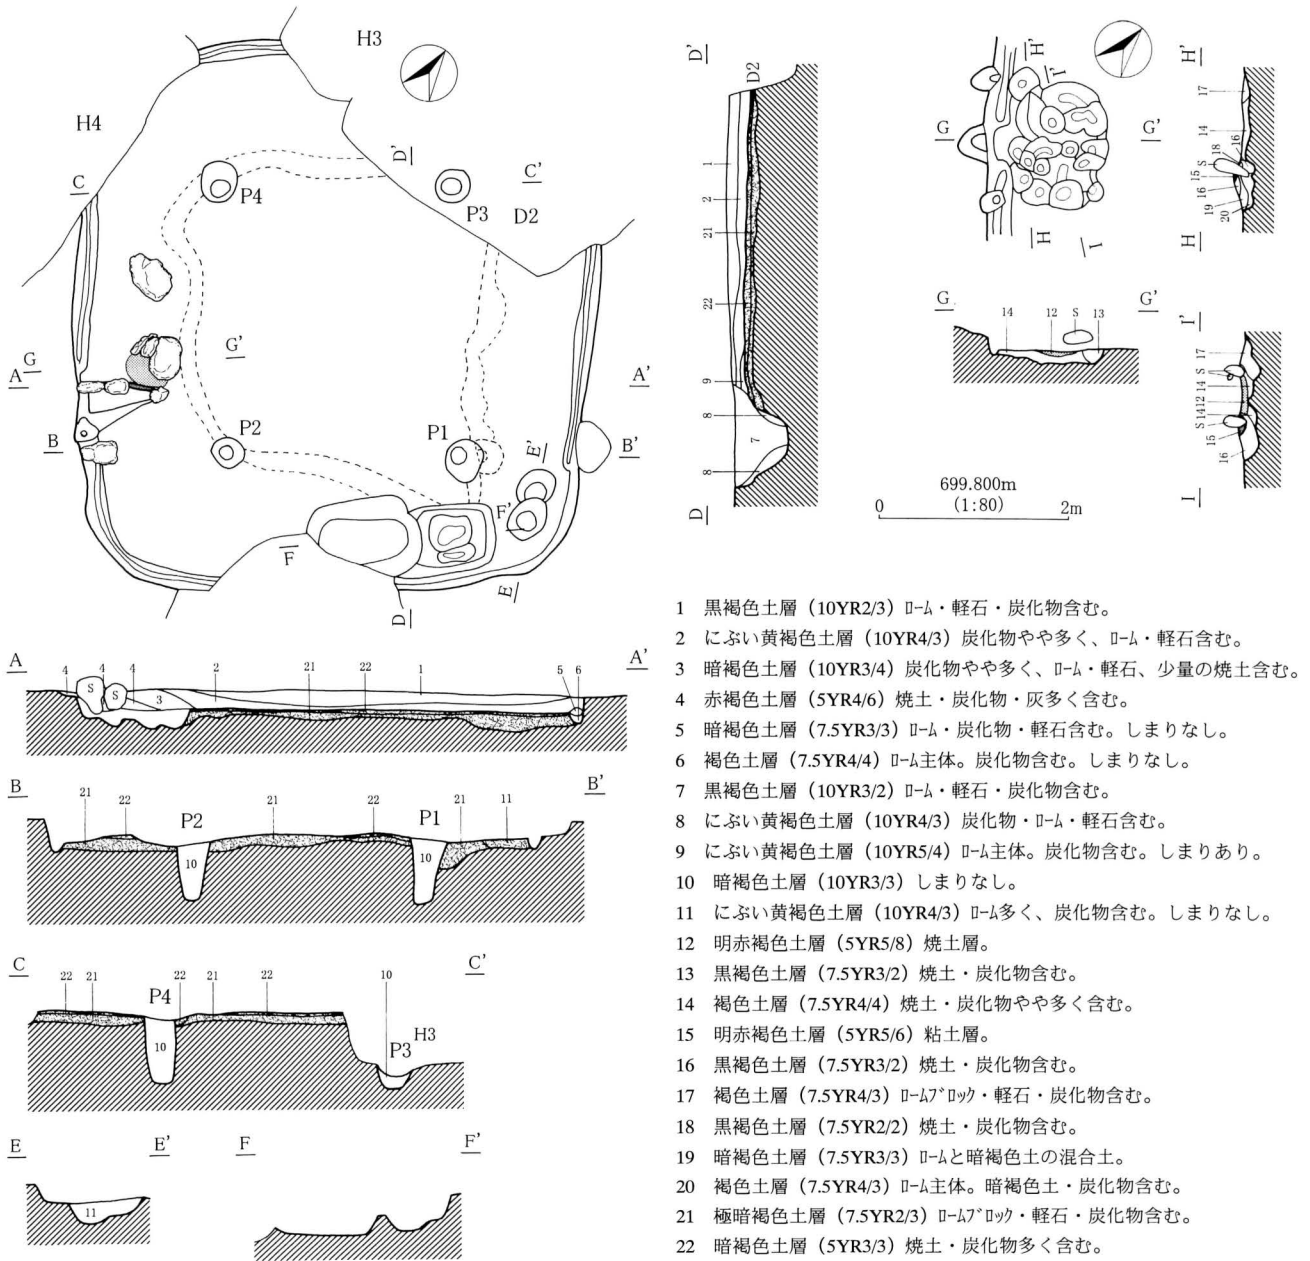 H3
H4
C
D'
C'
P4
P3
D2
G
G'
A
A'
P2
P1
B
E'
B'
F'
F
E
D
D'
D2
1
2
21
22
9
8
7
8
D
H'
I'
G
G'
H
I
H'
17
14
16
18
S
15
16
19
20
H
G
G'
14
12
S
13
I'
17
S
14
12
14
S
15
16
I
699.800m
0
(1:80)
2m
A
A'
4
4
4
2
21
22
1
5
6
S
S
3
B
B'
21
22
P2
21
22
P1
21
11
10
10
C
C'
22
21
P4
22
21
22
10
10
P3
H3
E
E'
F
F'
11
1 黒褐色土層（10YR2/3）ﾛｰﾑ・軽石・炭化物含む。
2 にぶい黄褐色土層（10YR4/3）炭化物やや多く、ﾛｰﾑ・軽石含む。
3 暗褐色土層（10YR3/4）炭化物やや多く、ﾛｰﾑ・軽石、少量の焼土含む。
4 赤褐色土層（5YR4/6）焼土・炭化物・灰多く含む。
5 暗褐色土層（7.5YR3/3）ﾛｰﾑ・炭化物・軽石含む。しまりなし。
6 褐色土層（7.5YR4/4）ﾛｰﾑ主体。炭化物含む。しまりなし。
7 黒褐色土層（10YR3/2）ﾛｰﾑ・軽石・炭化物含む。
8 にぶい黄褐色土層（10YR4/3）炭化物・ﾛｰﾑ・軽石含む。
9 にぶい黄褐色土層（10YR5/4）ﾛｰﾑ主体。炭化物含む。しまりあり。
10 暗褐色土層（10YR3/3）しまりなし。
11 にぶい黄褐色土層（10YR4/3）ﾛｰﾑ多く、炭化物含む。しまりなし。
12 明赤褐色土層（5YR5/8）焼土層。
13 黒褐色土層（7.5YR3/2）焼土・炭化物含む。
14 褐色土層（7.5YR4/4）焼土・炭化物やや多く含む。
15 明赤褐色土層（5YR5/6）粘土層。
16 黒褐色土層（7.5YR3/2）焼土・炭化物含む。
17 褐色土層（7.5YR4/3）ﾛｰﾑﾌﾞﾛｯｸ・軽石・炭化物含む。
18 黒褐色土層（7.5YR2/2）焼土・炭化物含む。
19 暗褐色土層（7.5YR3/3）ﾛｰﾑと暗褐色土の混合土。
20 褐色土層（7.5YR4/3）ﾛｰﾑ主体。暗褐色土・炭化物含む。
21 極暗褐色土層（7.5YR2/3）ﾛｰﾑﾌﾞﾛｯｸ・軽石・炭化物含む。
22 暗褐色土層（5YR3/3）焼土・炭化物多く含む。